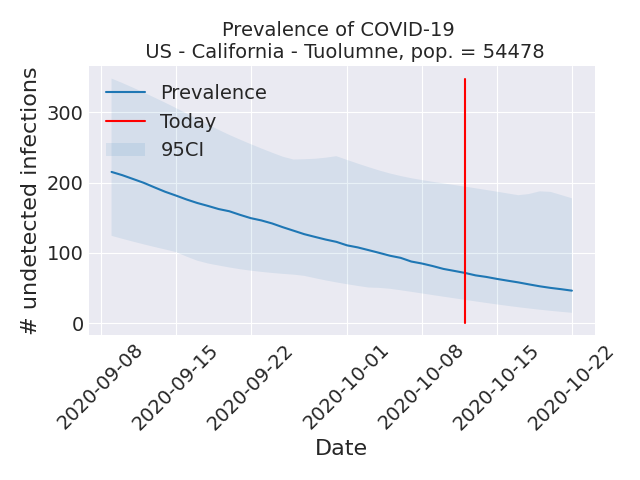 Prevalence of COVID-19
US - California - Tuolumne, pop. = 54478
# undetected infections
300
200
100
0
Prevalence
Today
95CI
2020-09-08
2020-09-15
2020-09-22
2020-10-01
2020-10-08
2020-10-15
2020-10-22
Date